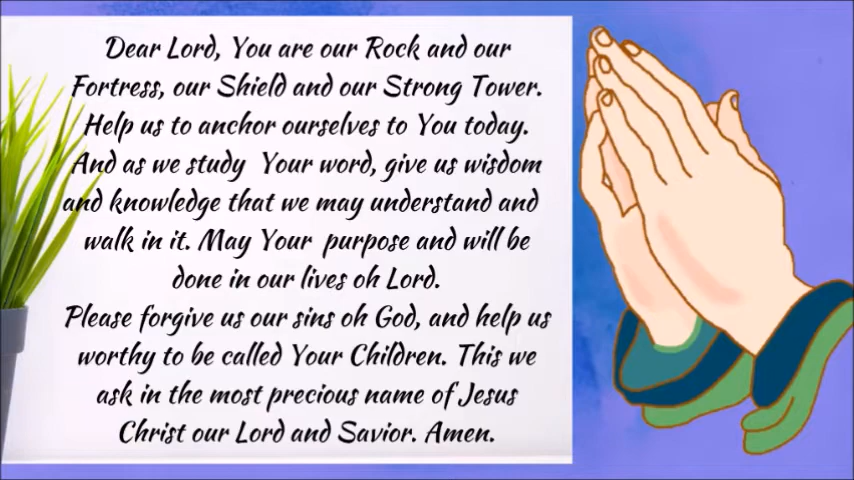 Dear Lord, You are our Rock and our
Fortress, our Shield and our Strong Tower.
Help us to anchor ourselves to You today.
And as we study Your word, give us wisdom
and knowledge that we may understand and
walk in it. May Your purpose and will be
done in our lives oh Lord.
Please forgive us our sins oh God, and help us
worthy to be called Your Children. This we
ask in the most precious name of Jesus
Christ our Lord and Savior. Amen.